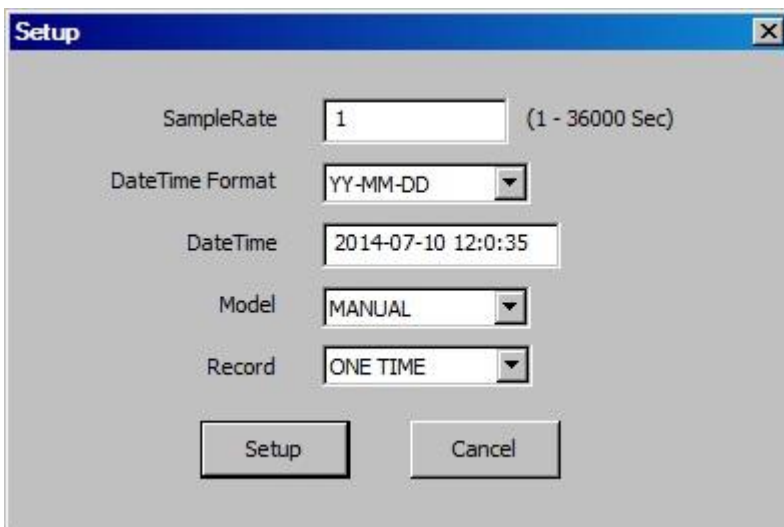 Setup
SampleRate 1 (1 - 36000 Sec)
DateTime Format YY-MM-DD
DateTime 2014-07-10 12:0:35
Model MANUAL
Record ONE TIME
Setup Cancel